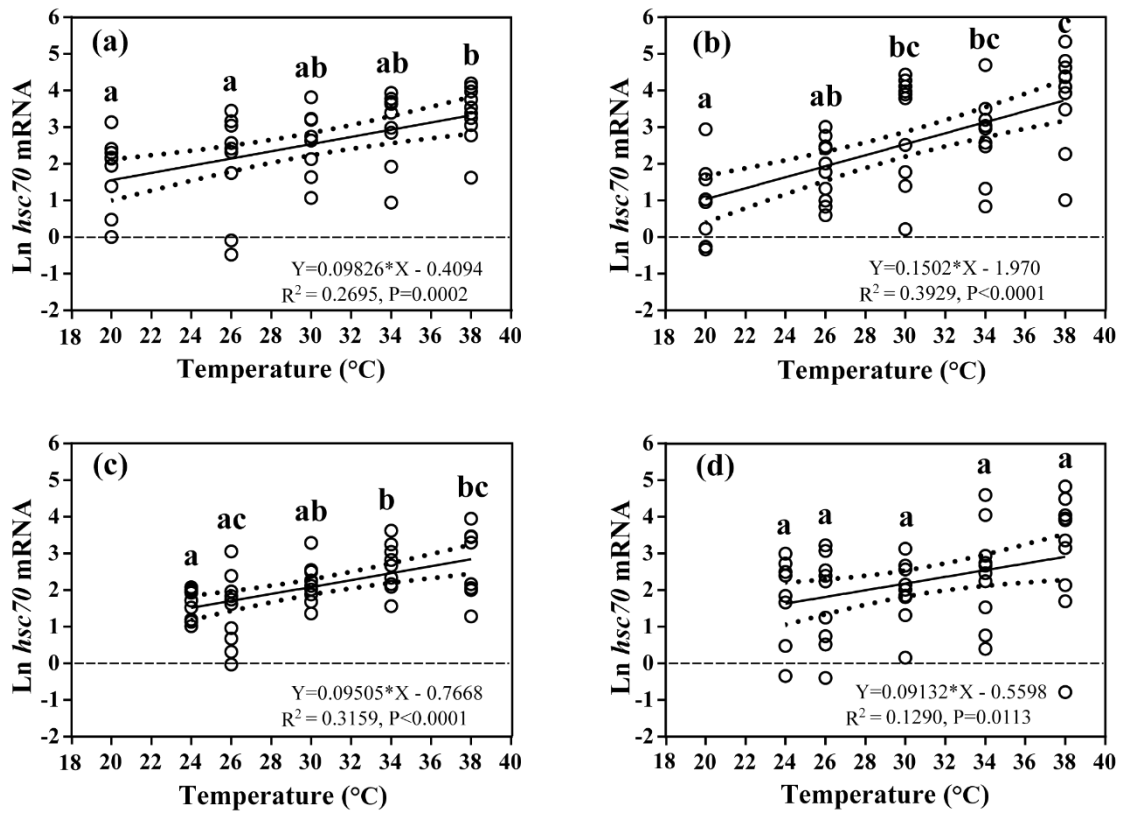 (a)
a
a
ab
ab
b
6
5
4
3
2
1
0
-1
-2
Ln hsc70 mRNA
Y=0.09826*X - 0.4094
R² = 0.2695, P=0.0002
18 20 22 24 26 28 30 32 34 36 38 40
Temperature (°C)
(b)
a
ab
bc
bc
c
6
5
4
3
2
1
0
-1
-2
Ln hsc70 mRNA
Y=0.1502*X - 1.970
R² = 0.3929, P<0.0001
18 20 22 24 26 28 30 32 34 36 38 40
Temperature (°C)
(c)
a
ac
ab
b
bc
6
5
4
3
2
1
0
-1
-2
Ln hsc70 mRNA
Y=0.09505*X - 0.7668
R² = 0.3159, P<0.0001
18 20 22 24 26 28 30 32 34 36 38 40
Temperature (°C)
(d)
a
a
a
a
a
6
5
4
3
2
1
0
-1
-2
Ln hsc70 mRNA
Y=0.09132*X - 0.5598
R² = 0.1290, P=0.0113
18 20 22 24 26 28 30 32 34 36 38 40
Temperature (°C)